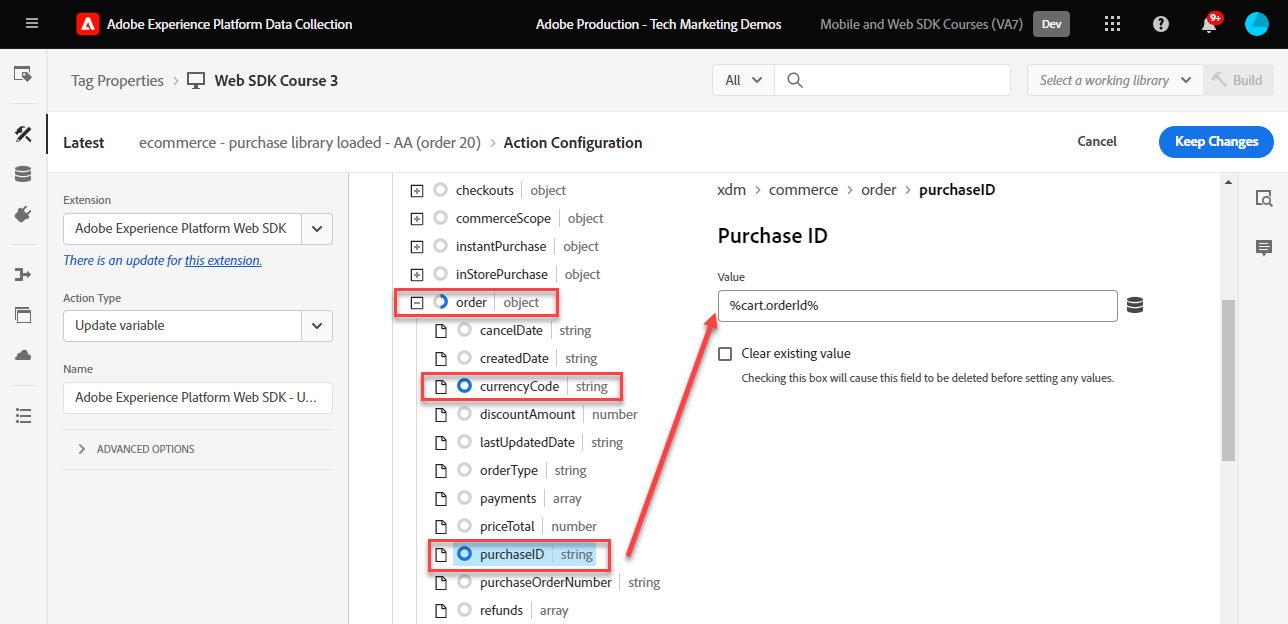 Adobe Experience Platform Data Collection
Adobe Production - Tech Marketing Demos
Mobile and Web SDK Courses (VA7)
Dev
9+
Tag Properties > Web SDK Course 3
All
Select a working library
Build
Latest
ecommerce - purchase library loaded - AA (order 20) > Action Configuration
Cancel
Keep Changes
Extension
Adobe Experience Platform Web SDK
There is an update for this extension.
Action Type
Update variable
Name
Adobe Experience Platform Web SDK - U...
ADVANCED OPTIONS
checkouts object
commerceScope object
instantPurchase object
inStorePurchase object
order object
cancelDate string
createdDate string
currencyCode string
discountAmount number
lastUpdatedDate string
orderType string
payments array
priceTotal number
purchaseID string
purchaseOrderNumber string
refunds array
xdm > commerce > order > purchaseID
Purchase ID
Value
%cart.orderId%
Clear existing value
Checking this box will cause this field to be deleted before setting any values.